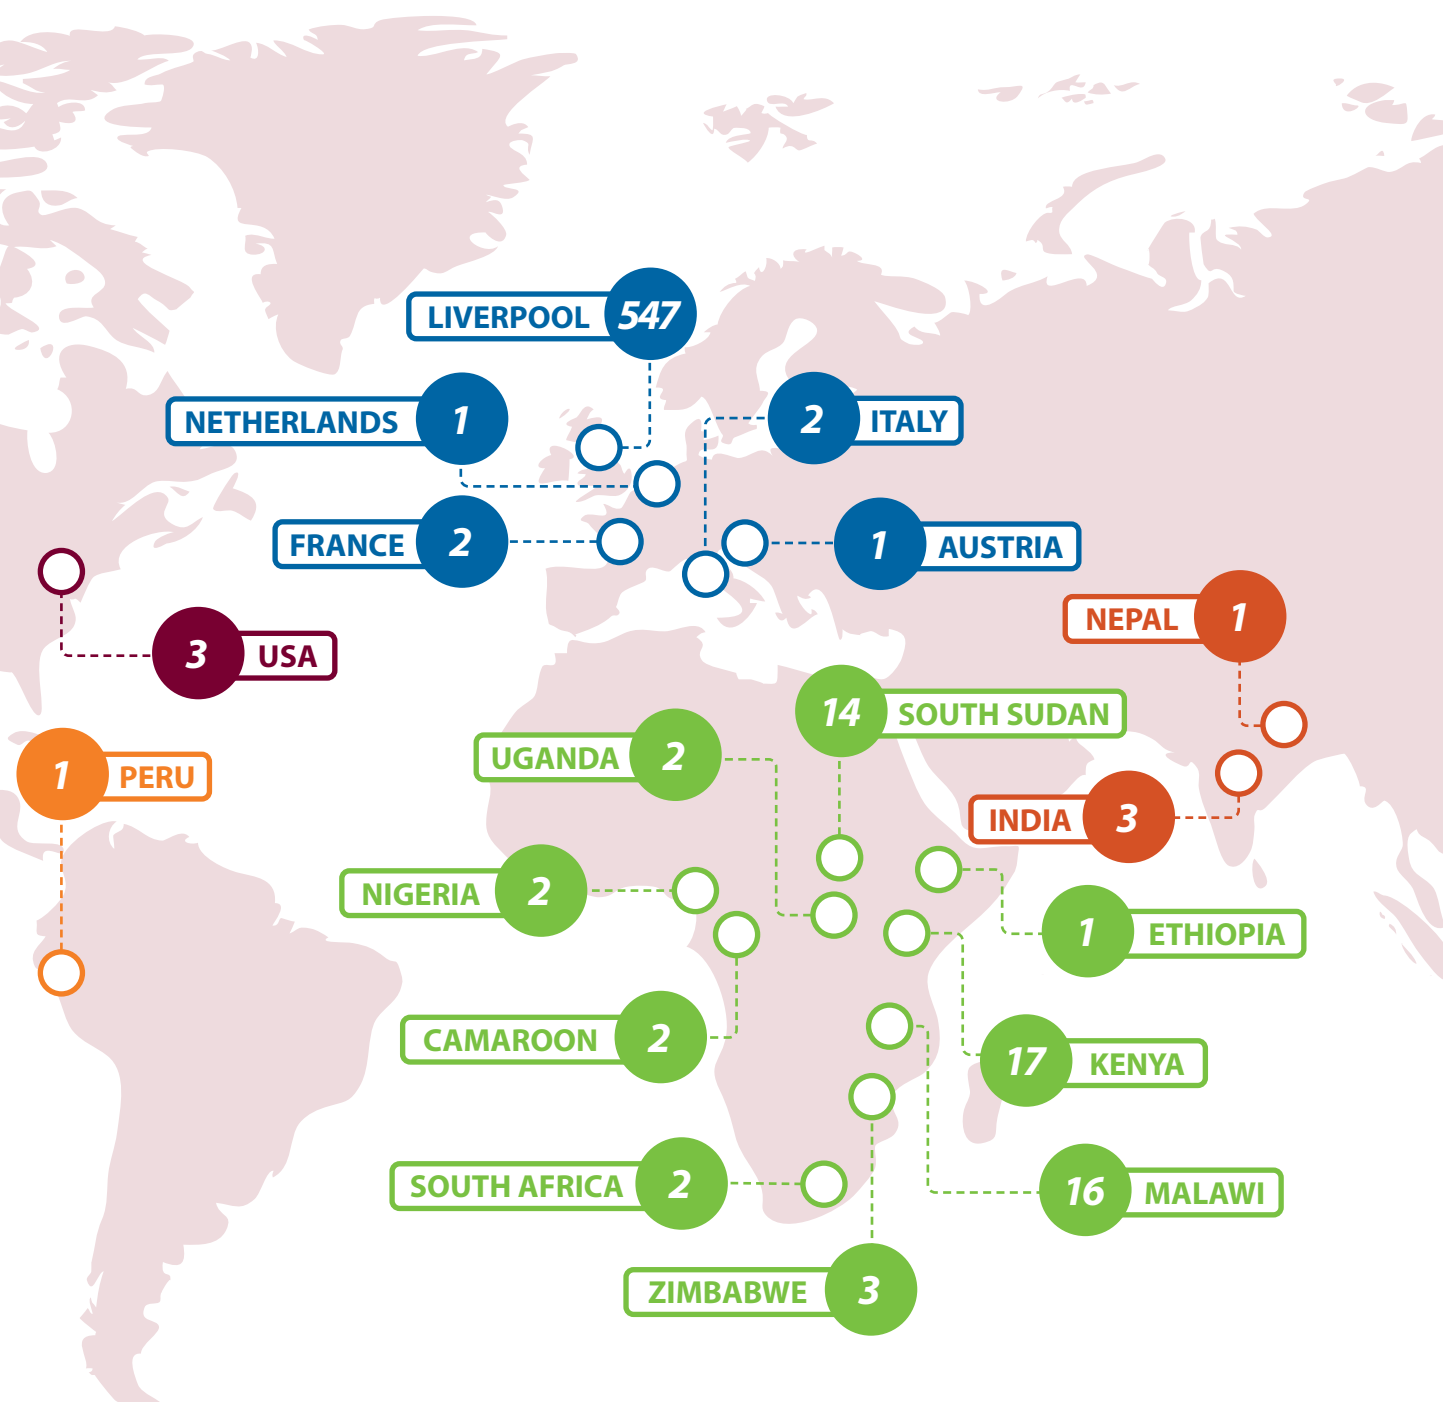 LIVERPOOL 547
NETHERLANDS 1
2 ITALY
FRANCE 2
1 AUSTRIA
NEPAL 1
3 USA
14 SOUTH SUDAN
UGANDA 2
1 PERU
INDIA 3
NIGERIA 2
1 ETHIOPIA
CAMAROON 2
17 KENYA
SOUTH AFRICA 2
16 MALAWI
ZIMBABWE 3